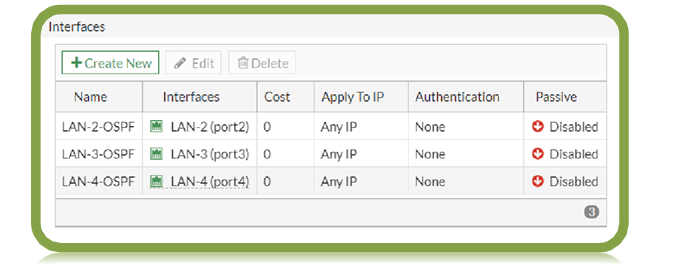 Interfaces
+ Create New Edit Delete
Name Interfaces Cost Apply To IP Authentication Passive
LAN-2-OSPF LAN-2 (port2) 0 Any IP None Disabled
LAN-3-OSPF LAN-3 (port3) 0 Any IP None Disabled
LAN-4-OSPF LAN-4 (port4) 0 Any IP None Disabled
3